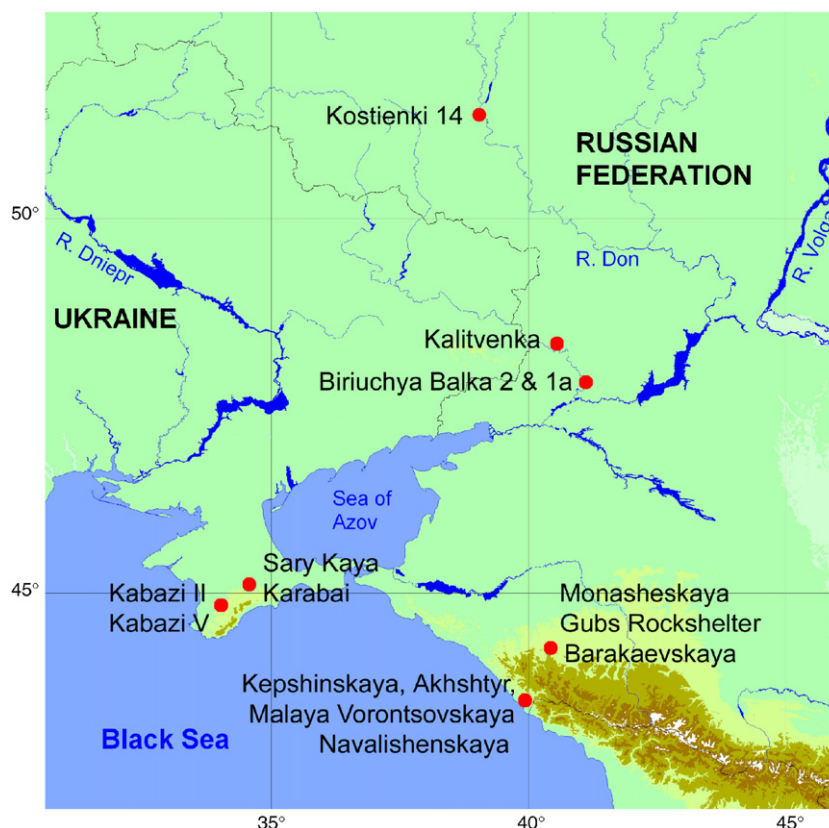 Kostienki 14
RUSSIAN
FEDERATION
50°
R. Volga
R. Dniepr
R. Don
UKRAINE
Kalitvenka
Biriuchya Balka 2 & 1a
Sea of
Azov
Sary Kaya
Karabai
45°
Kabazi II
Kabazi V
Monasheskaya
Gubs Rockshelter
Barakaevskaya
Kepshinskaya, Akhshtyr,
Malaya Vorontsovskaya
Navalishenskaya
Black Sea
35°
40°
45°